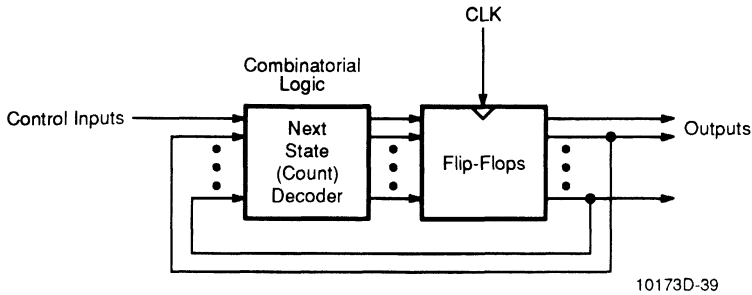 CLK
Combinatorial
Logic
Control Inputs
Next
State
(Count)
Decoder
Flip-Flops
Outputs
10173D-39